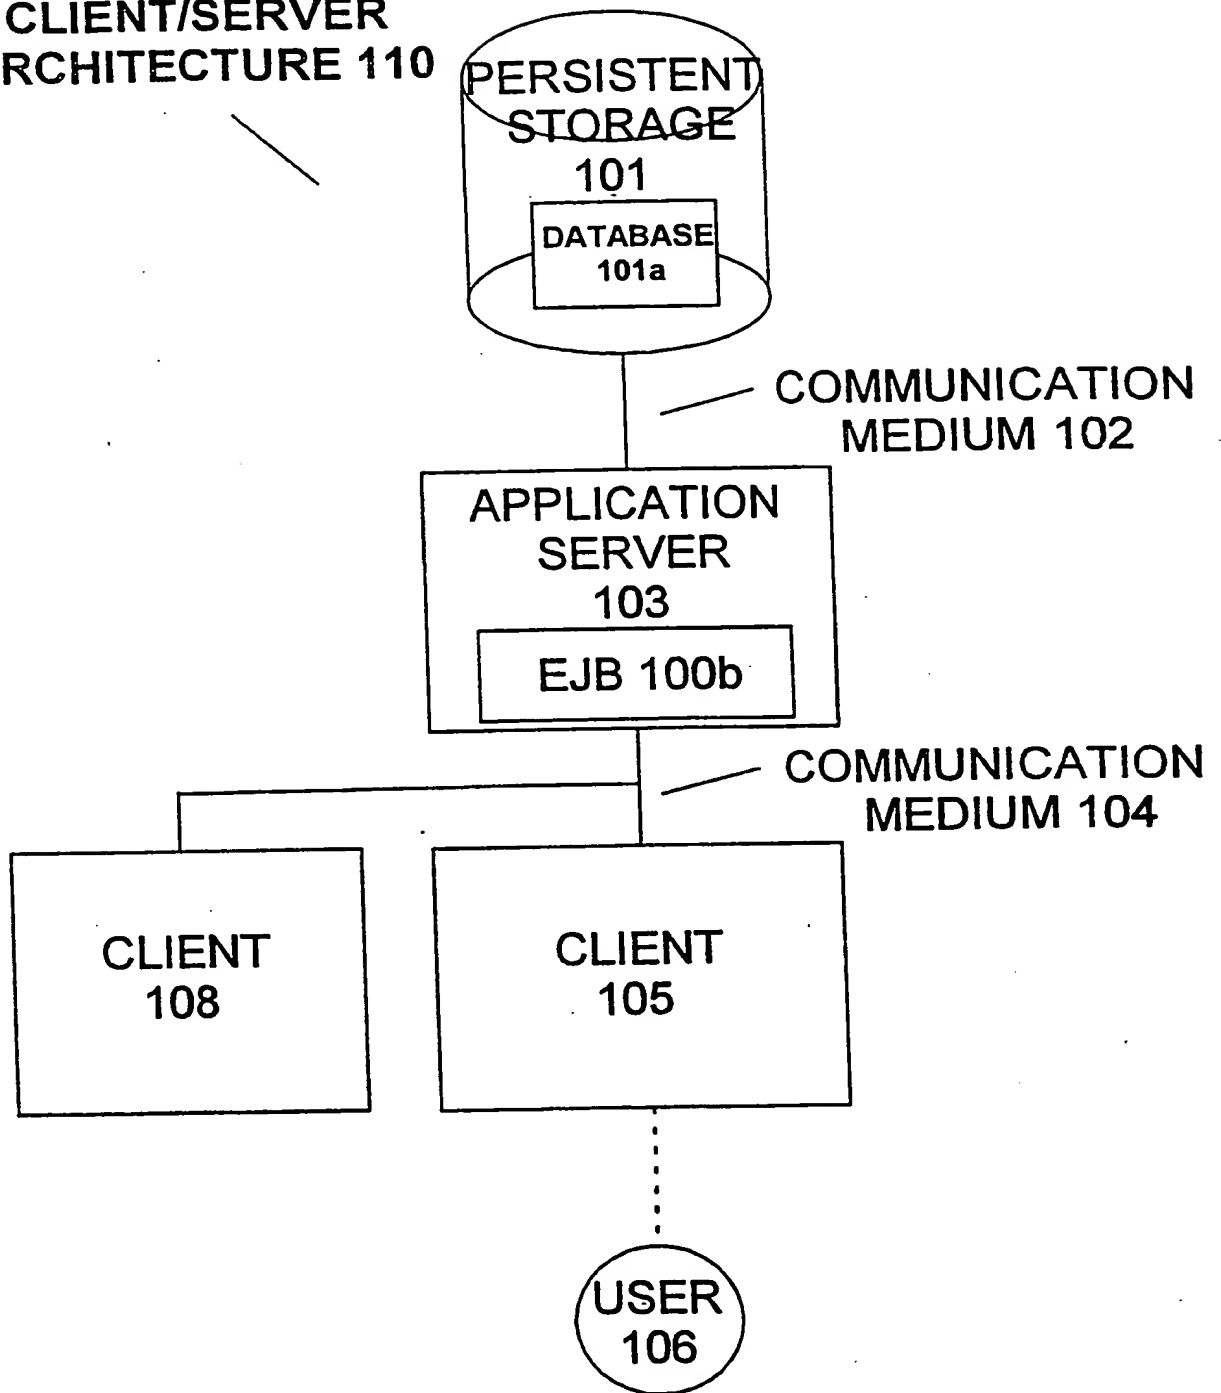 CLIENT/SERVER
RCHITECTURE 110
PERSISTENT
STORAGE
101
DATABASE
101a
COMMUNICATION
MEDIUM 102
APPLICATION
SERVER
103
EJB 100b
COMMUNICATION
MEDIUM 104
CLIENT
108
CLIENT
105
USER
106